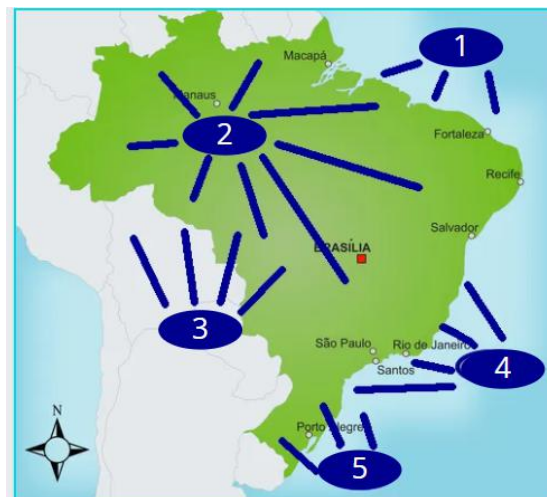 1
Macapá
2
Manaus
Fortaleza
Recife
Salvador
BRASÍLIA
3
São Paulo
Rio de Janeiro
Santos
4
Porto Alegre
N
5